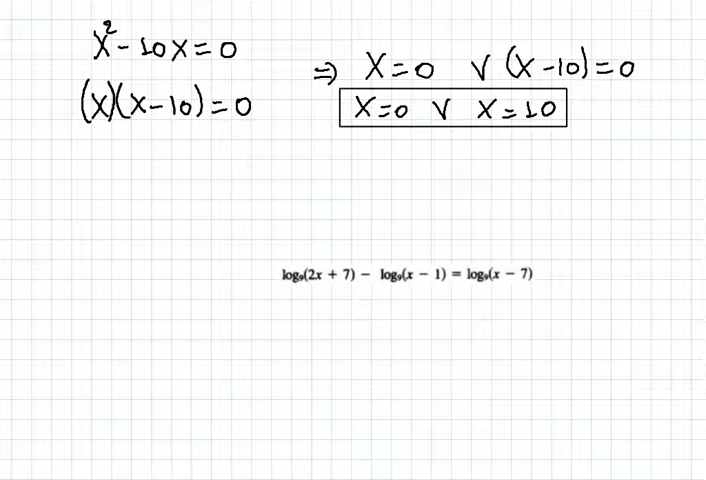 x² - 10x = 0
(x)(x-10) = 0
⇒ x=0 ∨ (x-10)=0
x=0 ∨ x=10
log₉(2x + 7) − log₉(x − 1) = log₉(x − 7)